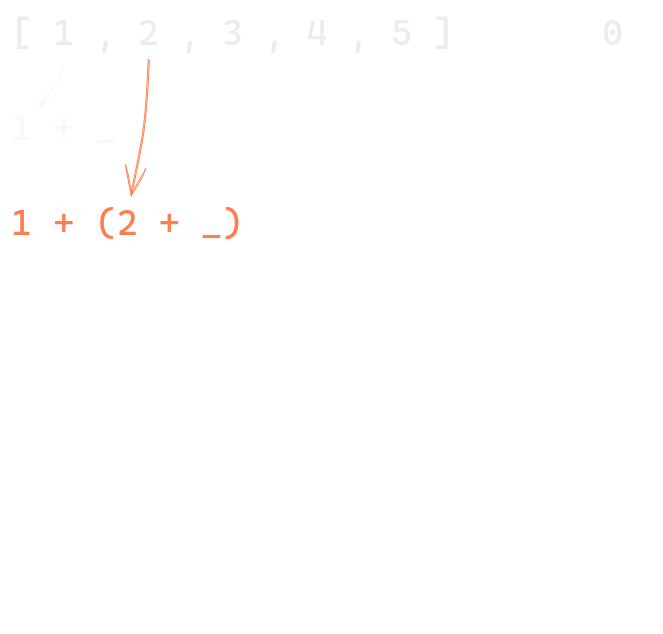 [ 1 , 2 , 3 , 4 , 5 ] 0
1 + _
1 + (2 + _)